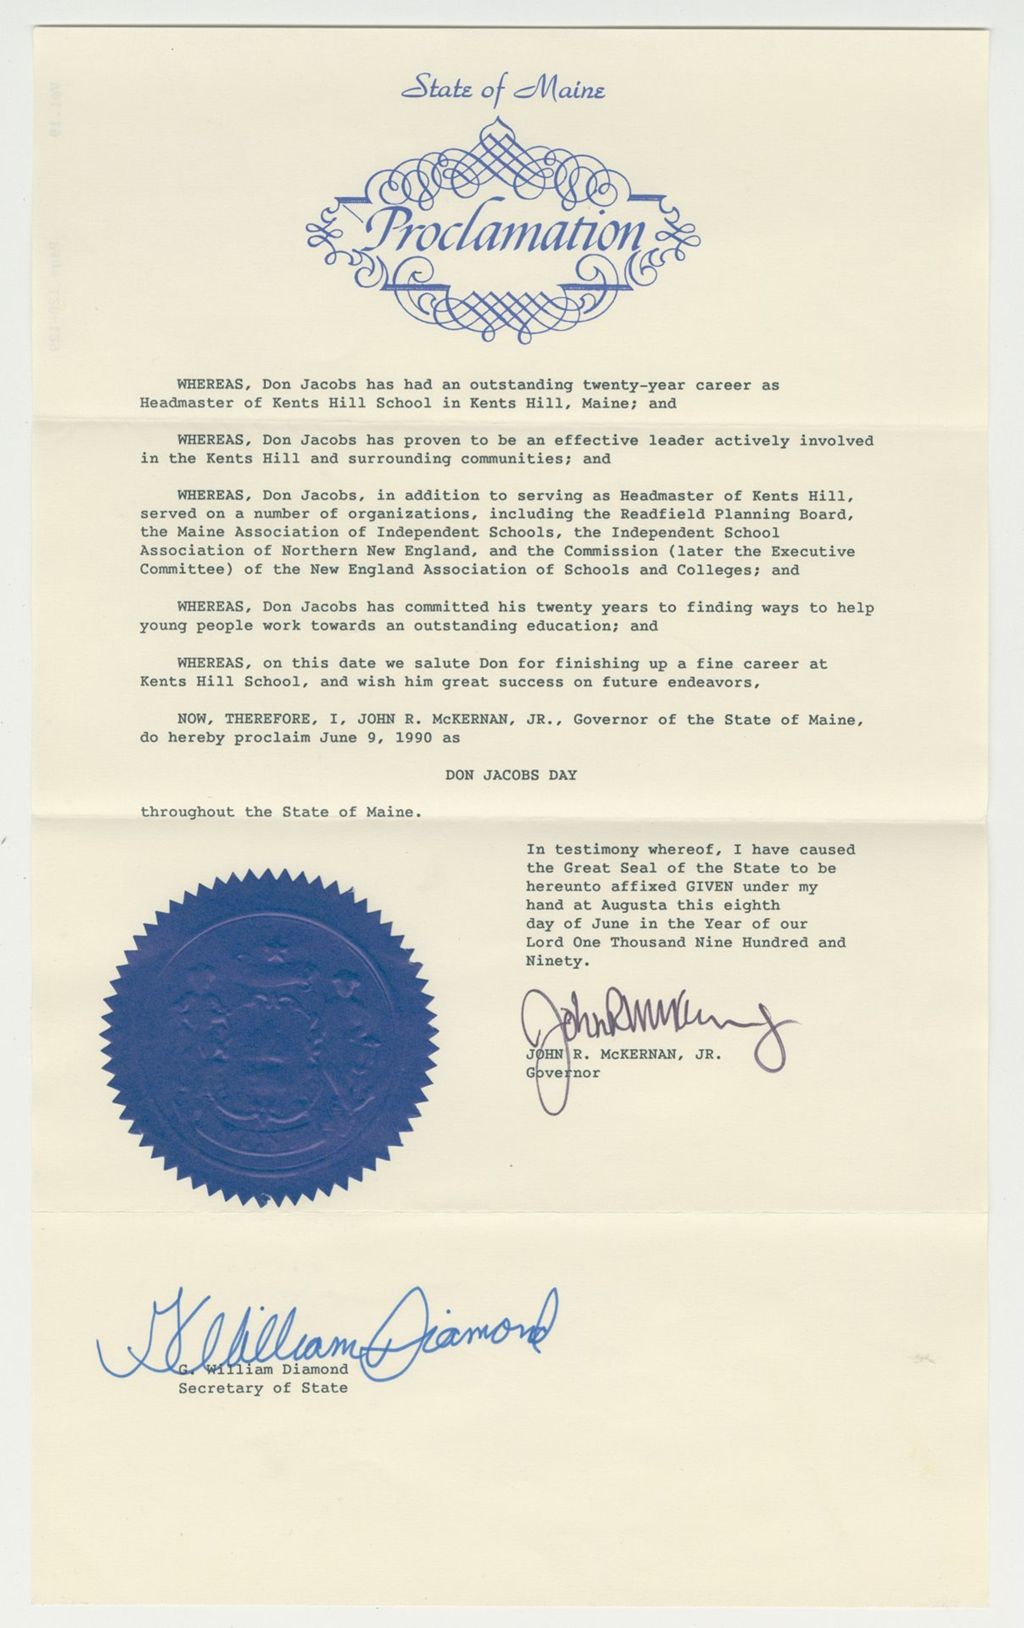 State of Maine
Proclamation
WHEREAS, Don Jacobs has had an outstanding twenty-year career as
Headmaster of Kents Hill School in Kents Hill, Maine; and
WHEREAS, Don Jacobs has proven to be an effective leader actively involved
in the Kents Hill and surrounding communities; and
WHEREAS, Don Jacobs, in addition to serving as Headmaster of Kents Hill,
served on a number of organizations, including the Readfield Planning Board,
the Maine Association of Independent Schools, the Independent School
Association of Northern New England, and the Commission (later the Executive
Committee) of the New England Association of Schools and Colleges; and
WHEREAS, Don Jacobs has committed his twenty years to finding ways to help
young people work towards an outstanding education; and
WHEREAS, on this date we salute Don for finishing up a fine career at
Kents Hill School, and wish him great success on future endeavors,
NOW, THEREFORE, I, JOHN R. McKERNAN, JR., Governor of the State of Maine,
do hereby proclaim June 9, 1990 as
DON JACOBS DAY
throughout the State of Maine.
In testimony whereof, I have caused
the Great Seal of the State to be
hereunto affixed GIVEN under my
hand at Augusta this eighth
day of June in the Year of our
Lord One Thousand Nine Hundred and
Ninety.
John R McKernan Jr
JOHN R. McKERNAN, JR.
Governor
G William Diamond
G. William Diamond
Secretary of State